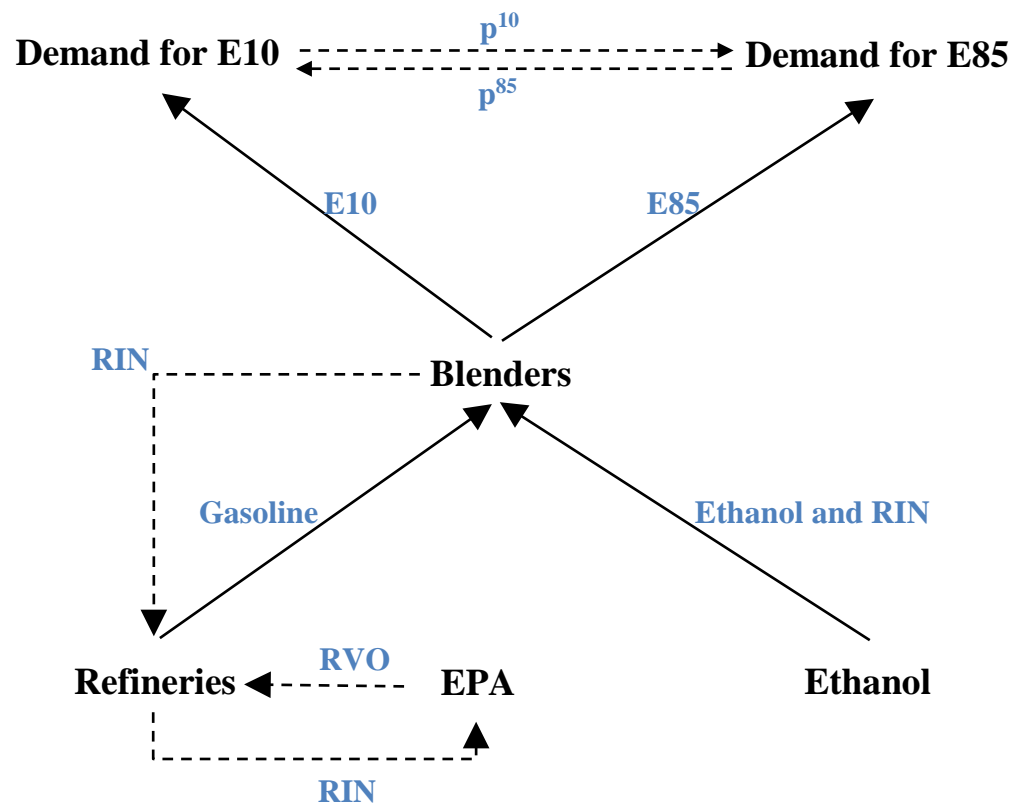 p¹⁰
Demand for E10
Demand for E85
p⁸⁵
E10
E85
RIN
Blenders
Gasoline
Ethanol and RIN
RVO
Refineries
EPA
Ethanol
RIN